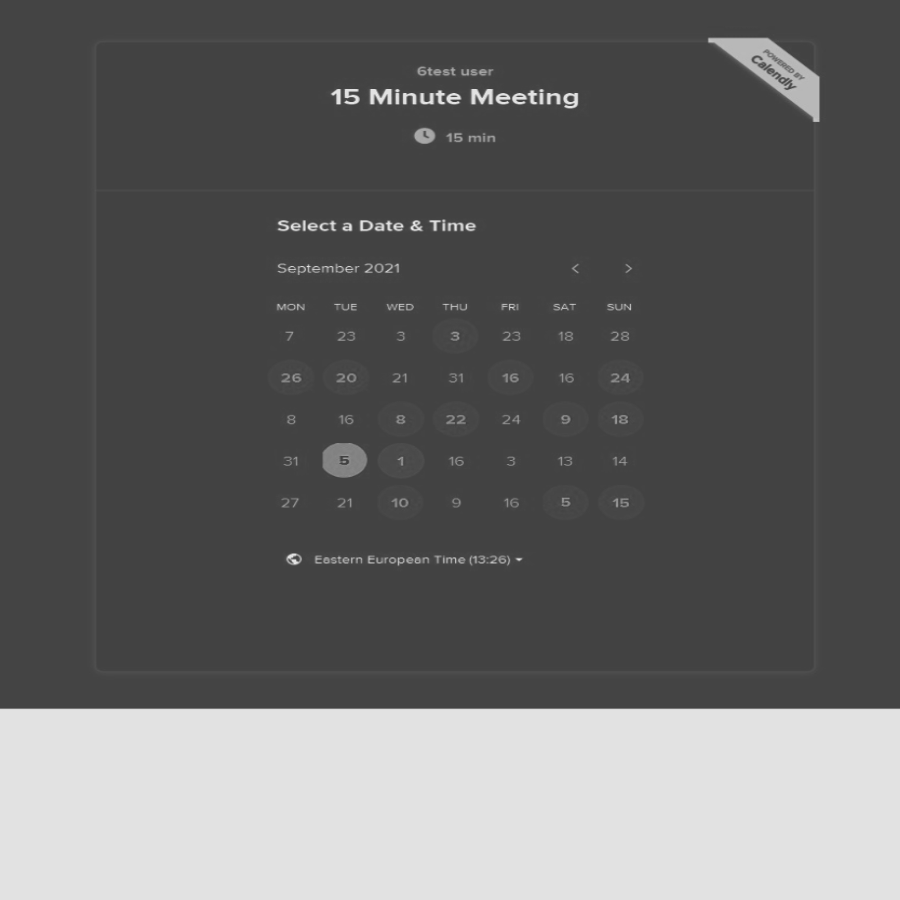 POWERED BY
Calendly
6test user
15 Minute Meeting
15 min
Select a Date & Time
September 2021
MON TUE WED THU FRI SAT SUN
7 23 3 3 23 18 28
26 20 21 31 16 16 24
8 16 8 22 24 9 18
31 5 1 16 3 13 14
27 21 10 9 16 5 15
Eastern European Time (13:26)